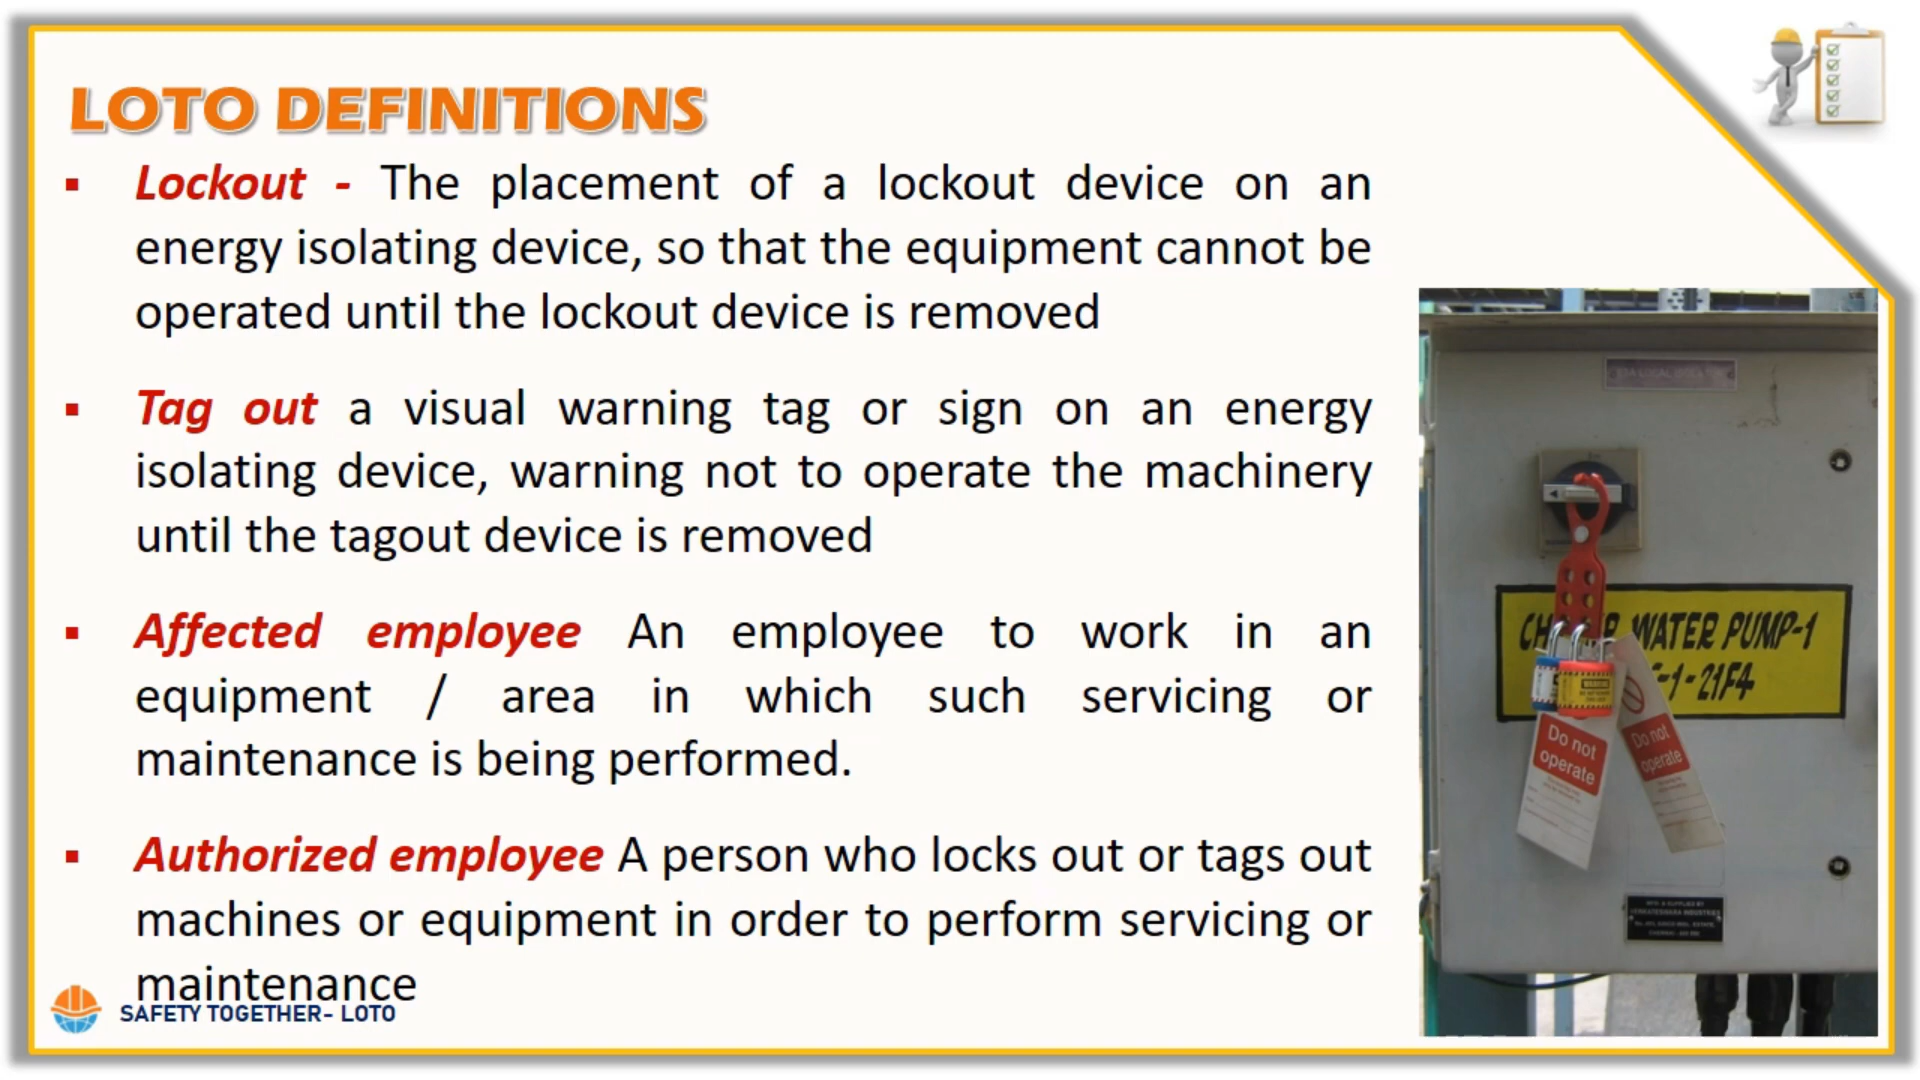 LOTO DEFINITIONS
▪ Lockout - The placement of a lockout device on an
energy isolating device, so that the equipment cannot be
operated until the lockout device is removed
▪ Tag out a visual warning tag or sign on an energy
isolating device, warning not to operate the machinery
until the tagout device is removed
▪ Affected employee An employee to work in an
equipment / area in which such servicing or
maintenance is being performed.
▪ Authorized employee A person who locks out or tags out
machines or equipment in order to perform servicing or
maintenance
SAFETY TOGETHER- LOTO
WATER PUMP-1
-1-21F4
WARNING
Do not
operate
Do not
operate